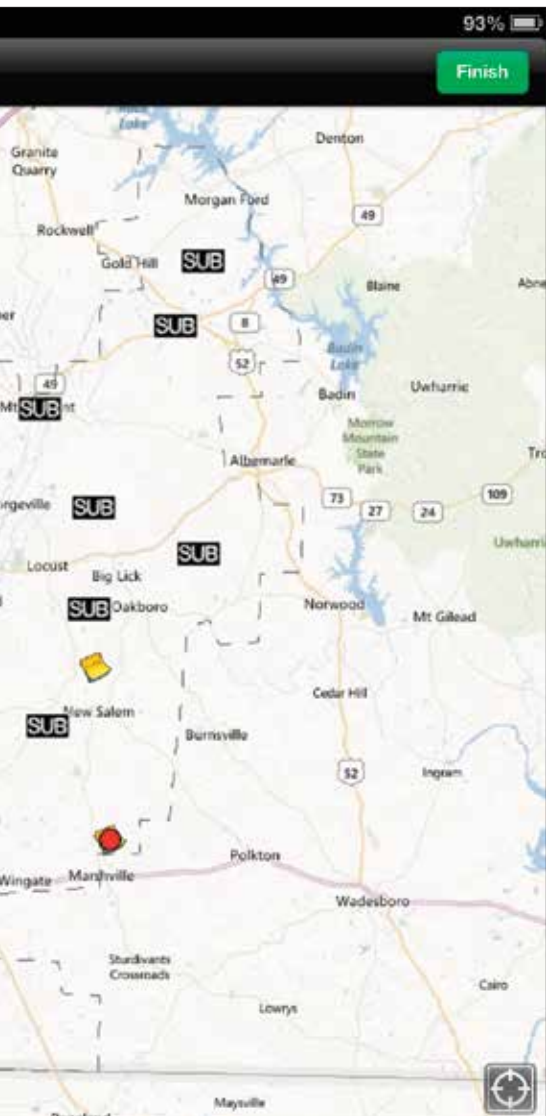 93%
Finish
Lake
Denton
Granite
Quarry
Morgan Ford
49
Rockwell
Gold Hill
SUB
49
Blaine
SUB
8
Badin
Lake
52
49
Badin
Uwharrie
SUB
Morrow
Mountain
State
Park
Albemarle
73
27
24
109
SUB
Locust
SUB
Big Lick
SUB
Oakboro
Norwood
Mt Gilead
Cedar Hill
New Salem
SUB
Burnsville
52
Ingram
Polkton
Wingate
Marshville
Wadesboro
Sturdivants
Crossroads
Cairo
Lowrys
Maysville